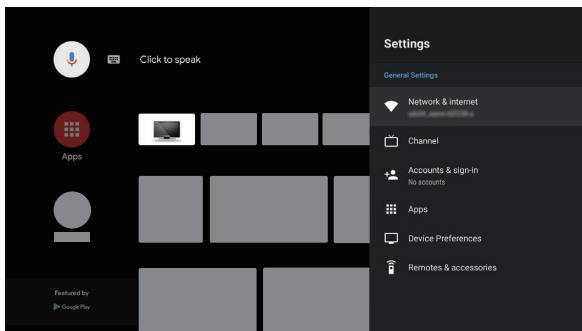 Click to speak
Apps
Featured by
Google Play
Settings
General Settings
Network & internet
Channel
Accounts & sign-in
No accounts
Apps
Device Preferences
Remotes & accessories